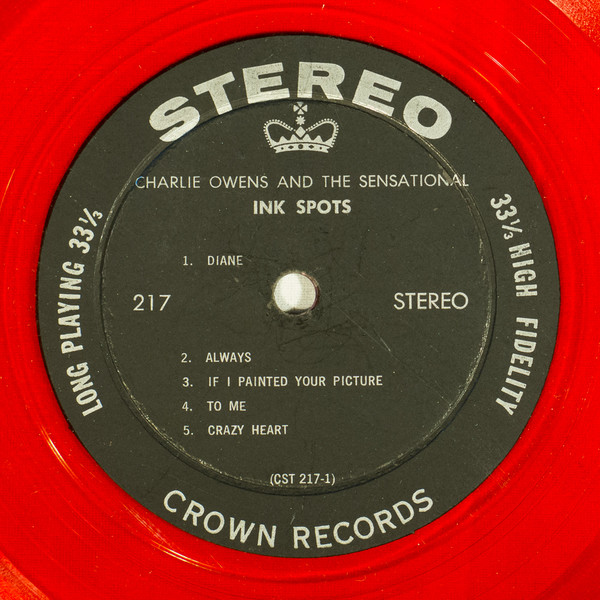 STEREO
CHARLIE OWENS AND THE SENSATIONAL
INK SPOTS
1. DIANE
217
STEREO
2. ALWAYS
3. IF I PAINTED YOUR PICTURE
4. TO ME
5. CRAZY HEART
(CST 217-1)
LONG PLAYING 33⅓
33⅓ HIGH FIDELITY
CROWN RECORDS